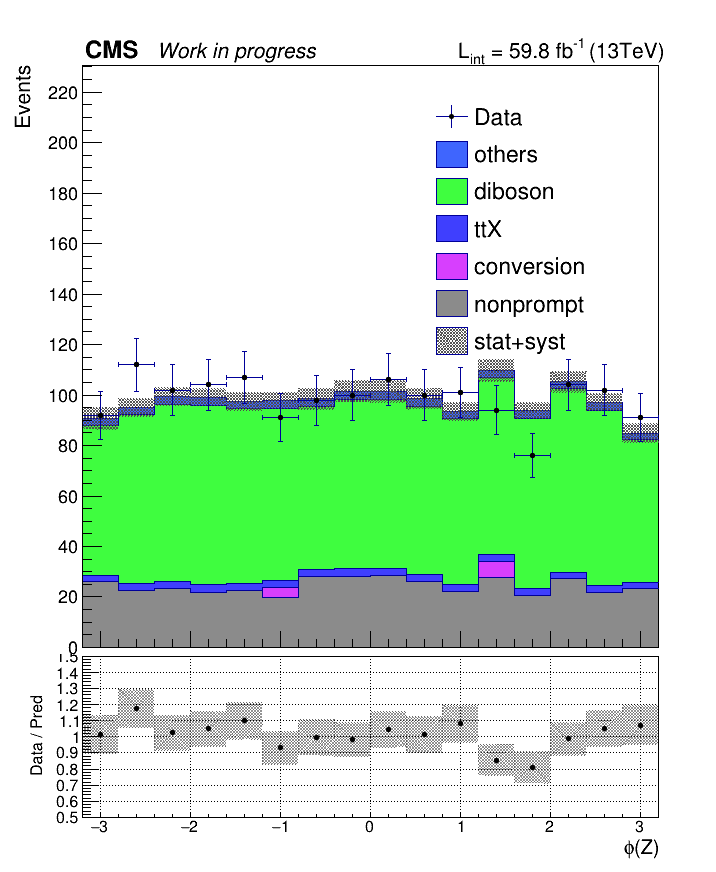 CMS Work in progress L_int = 59.8 fb^-1 (13TeV)
Events
220
200
180
160
140
120
100
80
60
40
20
0
Data
others
diboson
ttX
conversion
nonprompt
stat+syst
Data / Pred
1.5
1.4
1.3
1.2
1.1
1
0.9
0.8
0.7
0.6
0.5
−3 −2 −1 0 1 2 3
ϕ(Z)